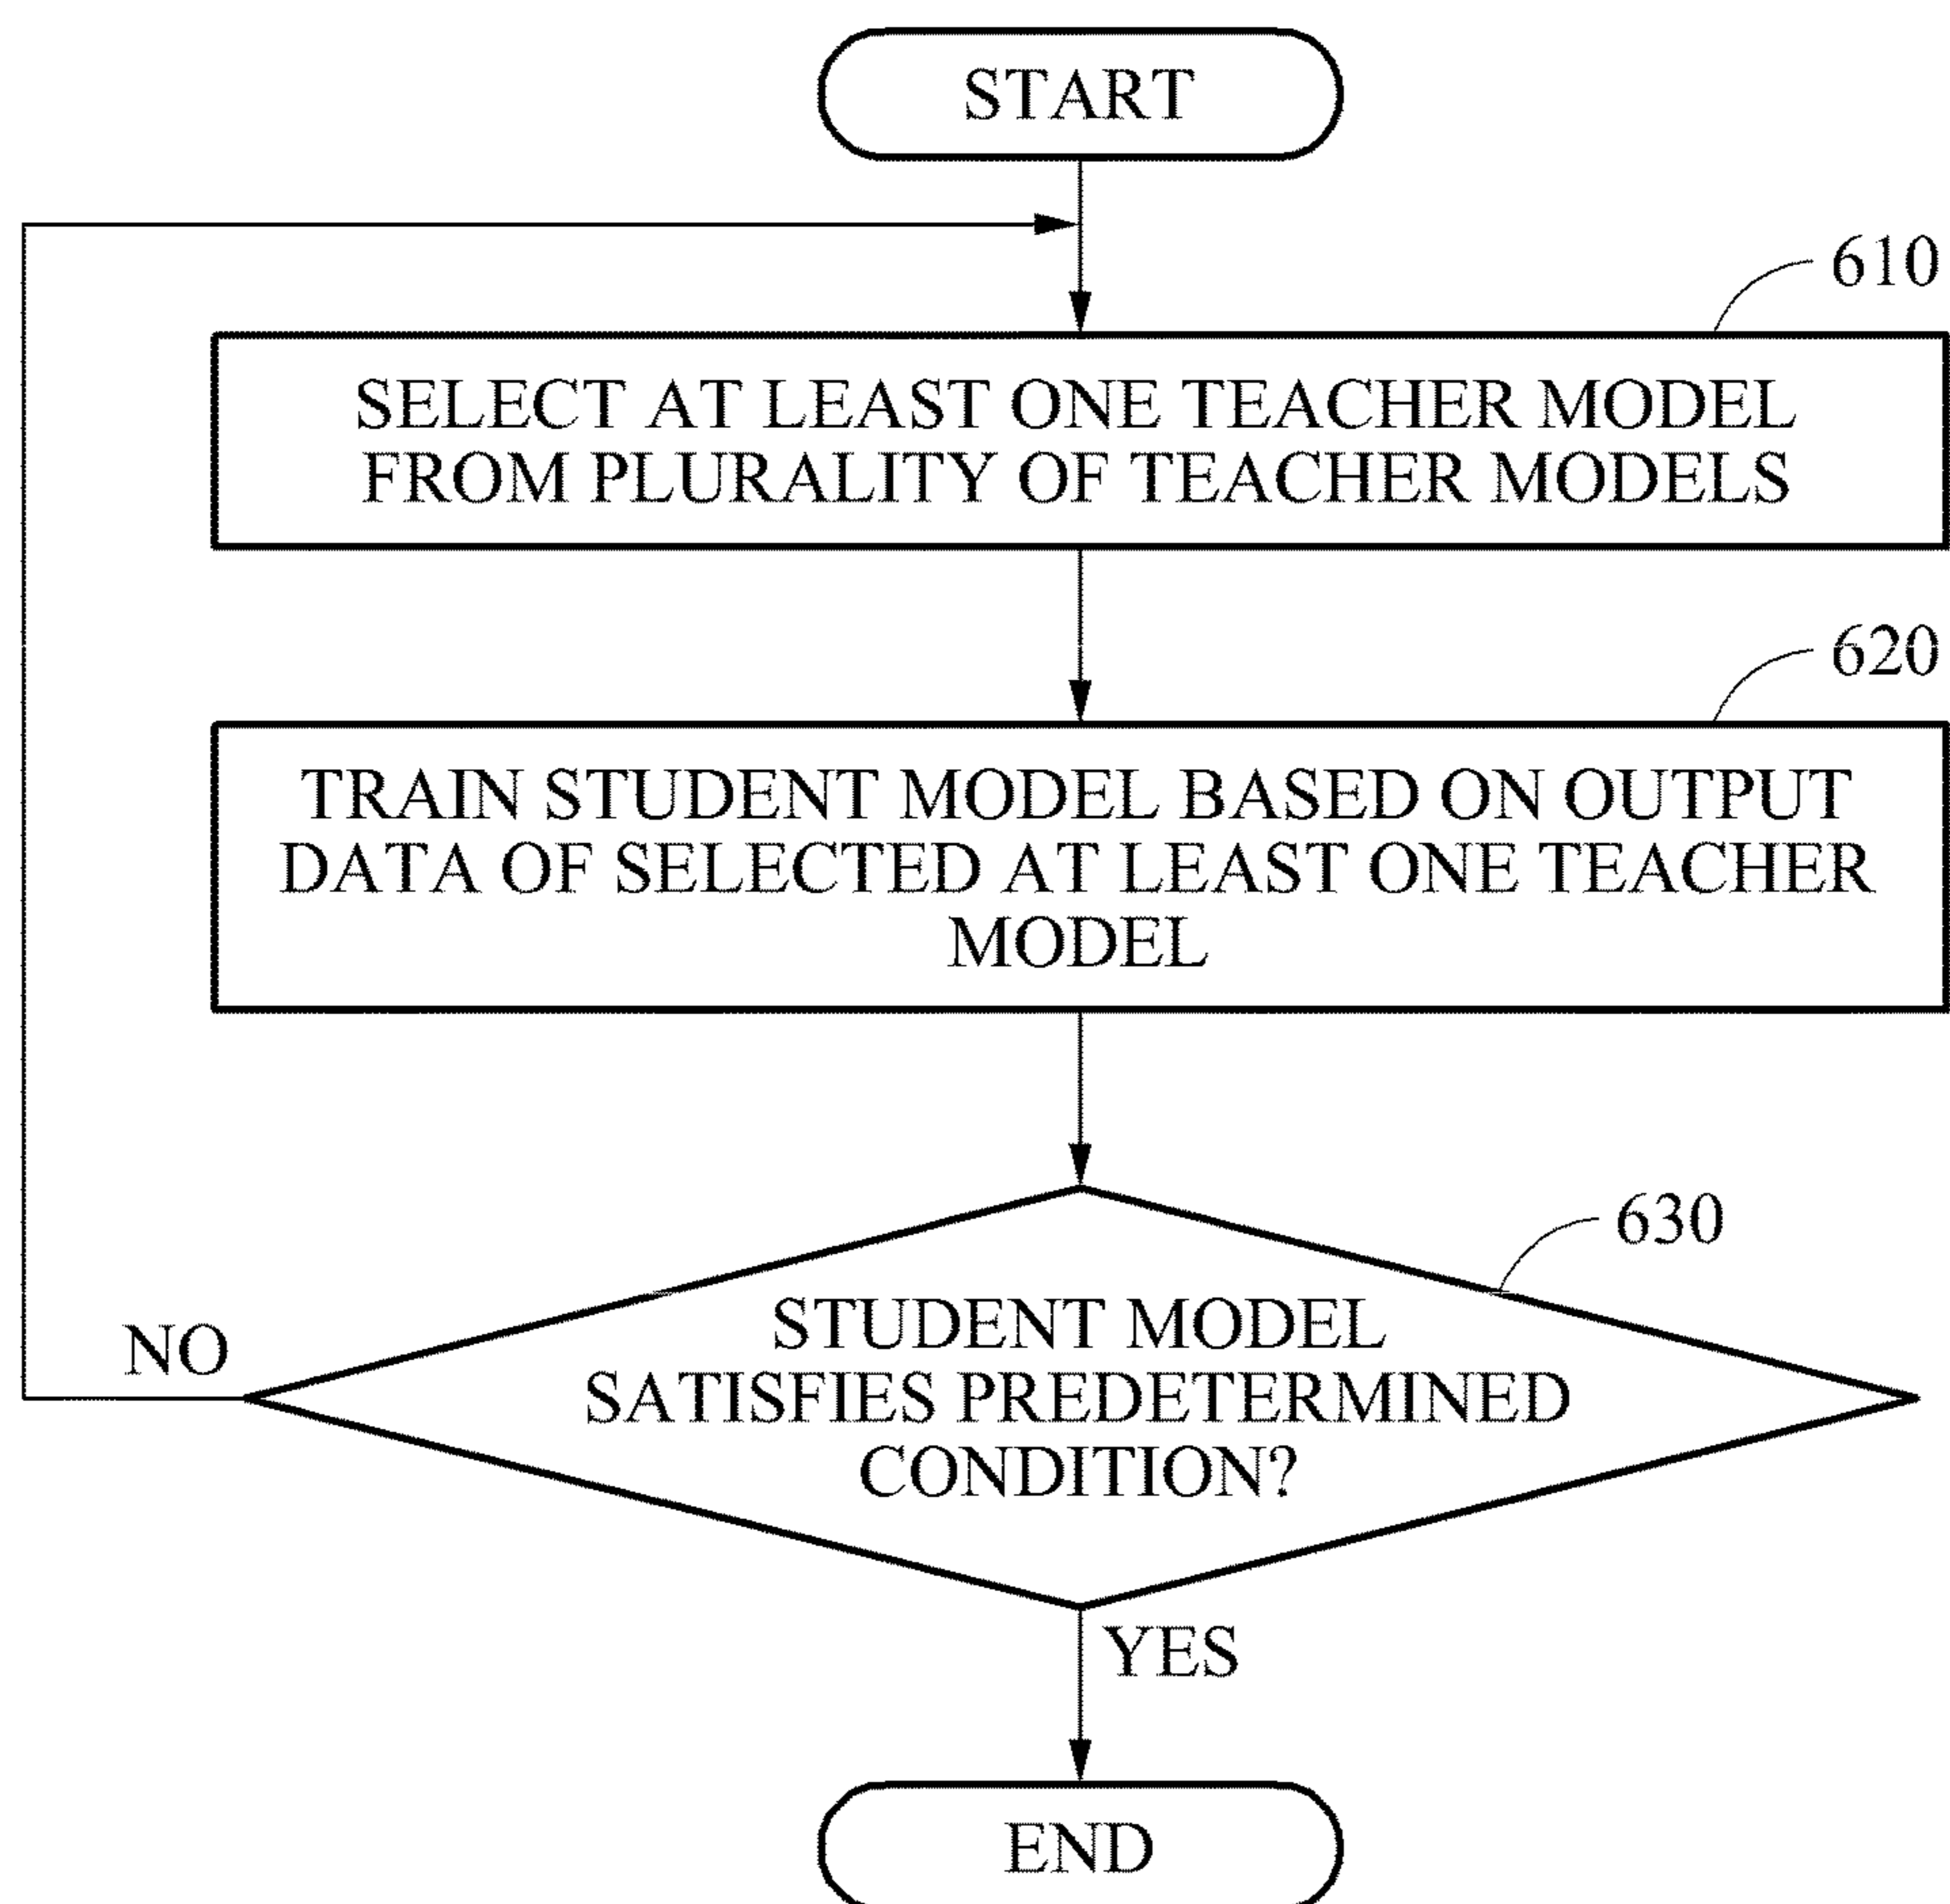 START
610
SELECT AT LEAST ONE TEACHER MODEL
FROM PLURALITY OF TEACHER MODELS
620
TRAIN STUDENT MODEL BASED ON OUTPUT
DATA OF SELECTED AT LEAST ONE TEACHER
MODEL
630
STUDENT MODEL
SATISFIES PREDETERMINED
CONDITION?
NO
YES
END